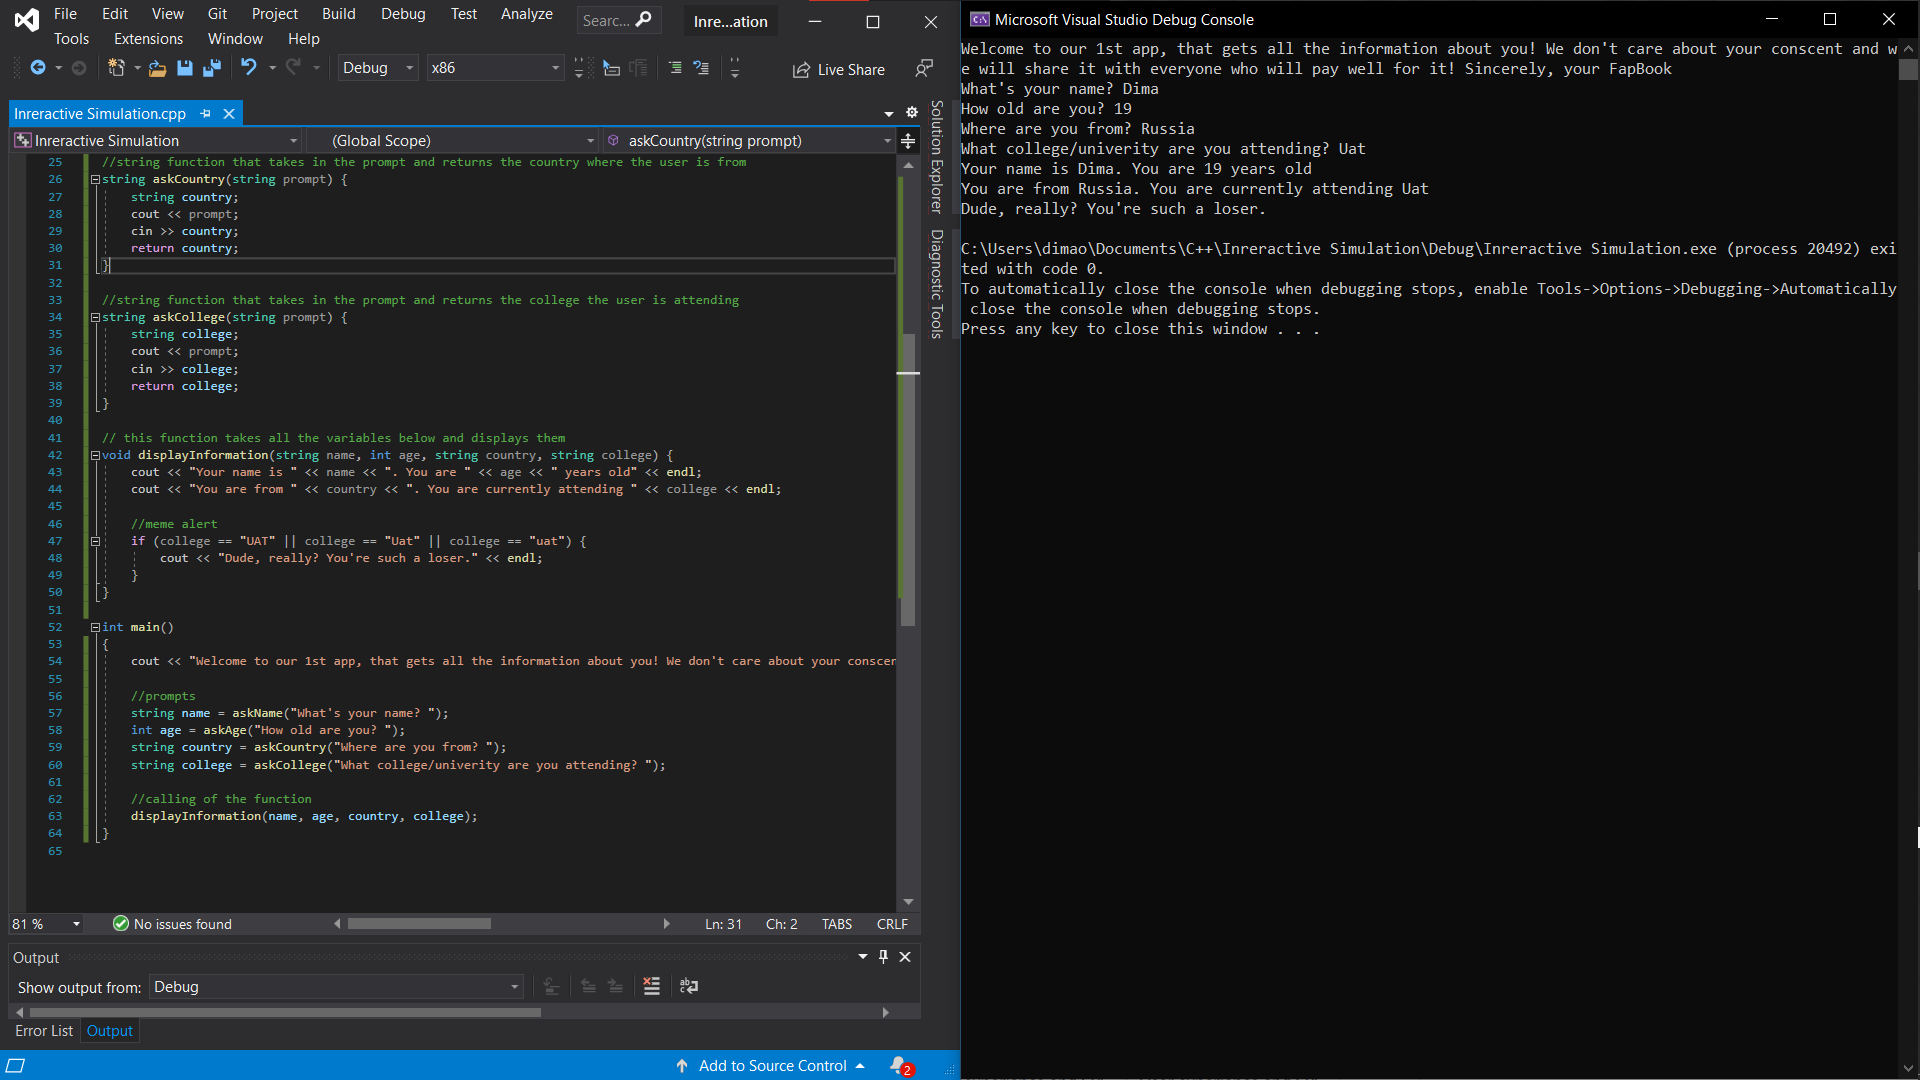 File Edit View Git Project Build Debug Test Analyze Searc... Inre...ation
Tools Extensions Window Help
Debug x86 Live Share
Inreractive Simulation.cpp
Inreractive Simulation (Global Scope) askCountry(string prompt)
25 //string function that takes in the prompt and returns the country where the user is from
26 string askCountry(string prompt) {
27 string country;
28 cout << prompt;
29 cin >> country;
30 return country;
31 }
32
33 //string function that takes in the prompt and returns the college the user is attending
34 string askCollege(string prompt) {
35 string college;
36 cout << prompt;
37 cin >> college;
38 return college;
39 }
40
41 // this function takes all the variables below and displays them
42 void displayInformation(string name, int age, string country, string college) {
43 cout << "Your name is " << name << ". You are " << age << " years old" << endl;
44 cout << "You are from " << country << ". You are currently attending " << college << endl;
45
46 //meme alert
47 if (college == "UAT" || college == "Uat" || college == "uat") {
48 cout << "Dude, really? You're such a loser." << endl;
49 }
50 }
51
52 int main()
53 {
54 cout << "Welcome to our 1st app, that gets all the information about you! We don't care about your conscen
55
56 //prompts
57 string name = askName("What's your name? ");
58 int age = askAge("How old are you? ");
59 string country = askCountry("Where are you from? ");
60 string college = askCollege("What college/univerity are you attending? ");
61
62 //calling of the function
63 displayInformation(name, age, country, college);
64 }
65
81 % No issues found Ln: 31 Ch: 2 TABS CRLF
Output
Show output from: Debug
Error List Output
Add to Source Control 2
Solution Explorer
Diagnostic Tools
Microsoft Visual Studio Debug Console
Welcome to our 1st app, that gets all the information about you! We don't care about your conscent and w
e will share it with everyone who will pay well for it! Sincerely, your FapBook
What's your name? Dima
How old are you? 19
Where are you from? Russia
What college/univerity are you attending? Uat
Your name is Dima. You are 19 years old
You are from Russia. You are currently attending Uat
Dude, really? You're such a loser.
C:\Users\dimao\Documents\C++\Inreractive Simulation\Debug\Inreractive Simulation.exe (process 20492) exi
ted with code 0.
To automatically close the console when debugging stops, enable Tools->Options->Debugging->Automatically
 close the console when debugging stops.
Press any key to close this window . . .